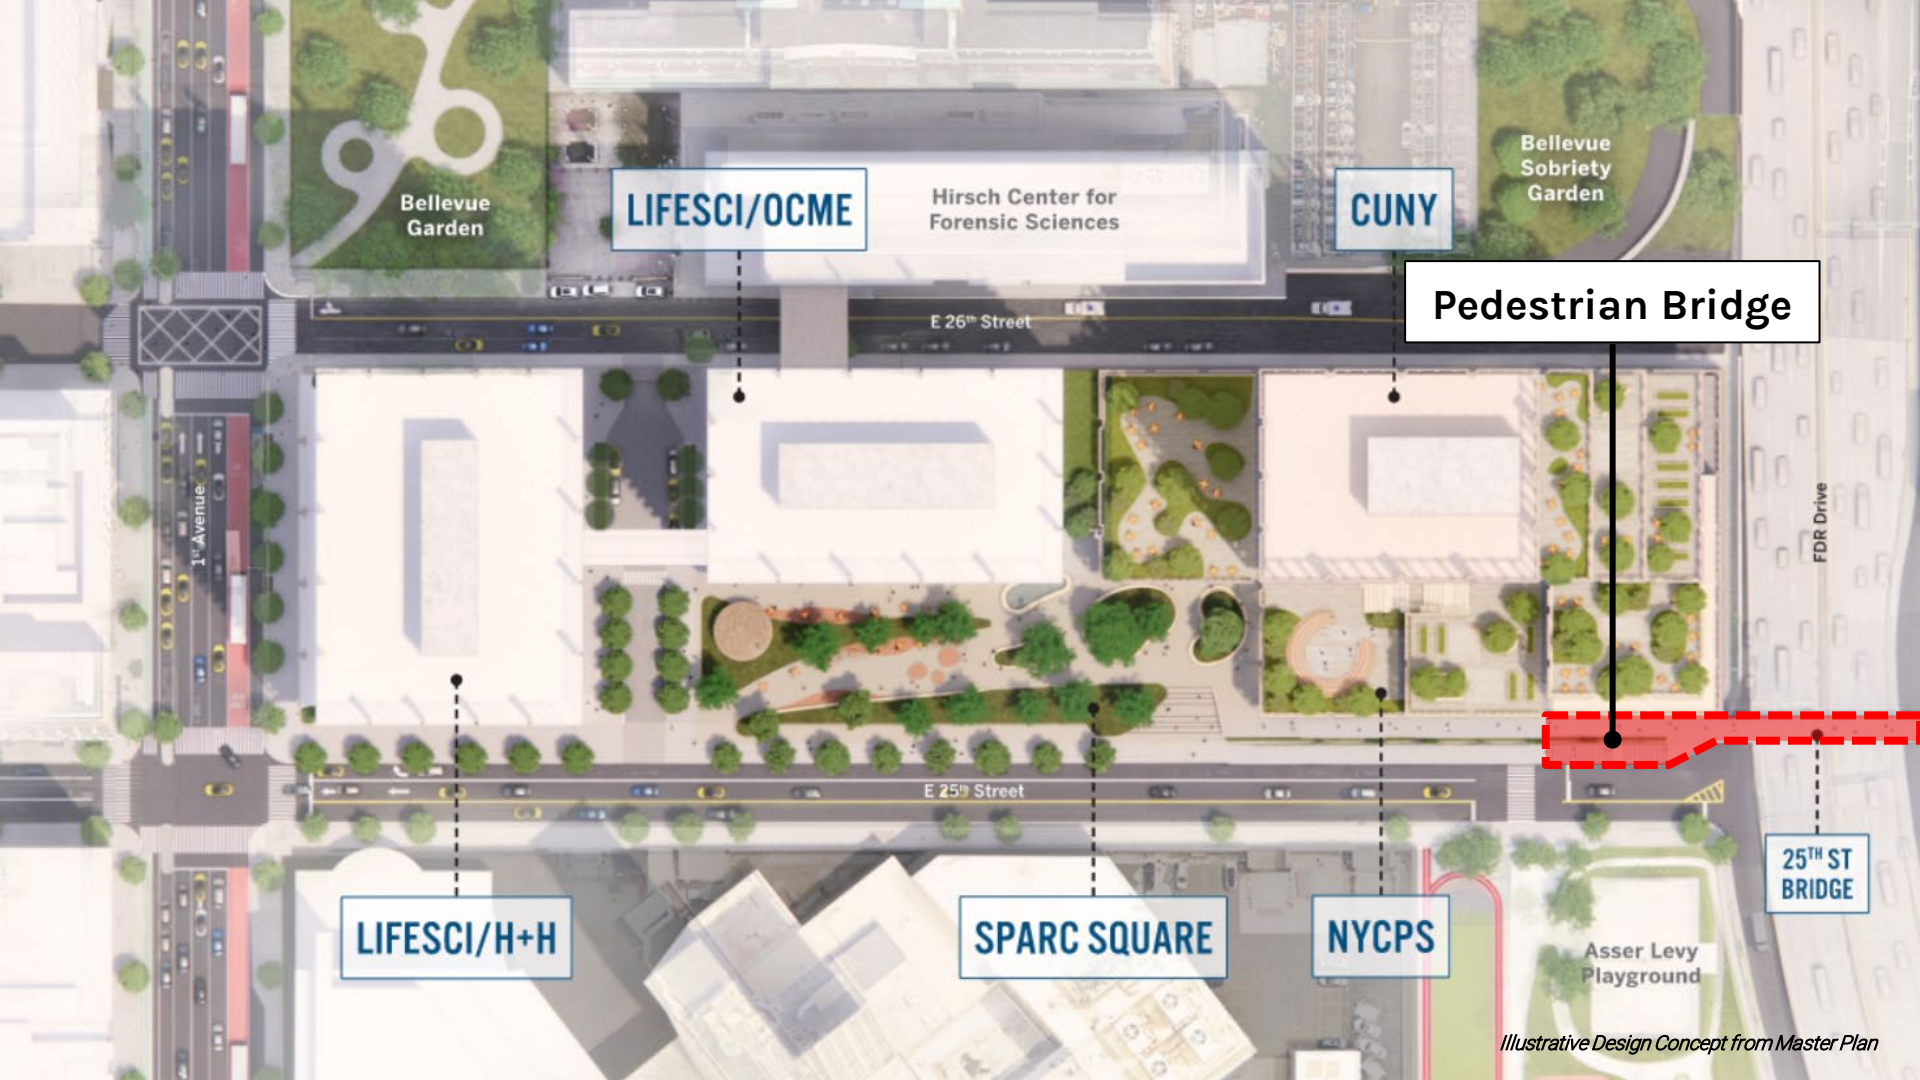 Bellevue
Garden
LIFESCI/OCME
Hirsch Center for
Forensic Sciences
CUNY
Bellevue
Sobriety
Garden
Pedestrian Bridge
E 26th Street
1st Avenue
FDR Drive
E 25th Street
25TH ST
BRIDGE
LIFESCI/H+H
SPARC SQUARE
NYCPS
Asser Levy
Playground
Illustrative Design Concept from Master Plan